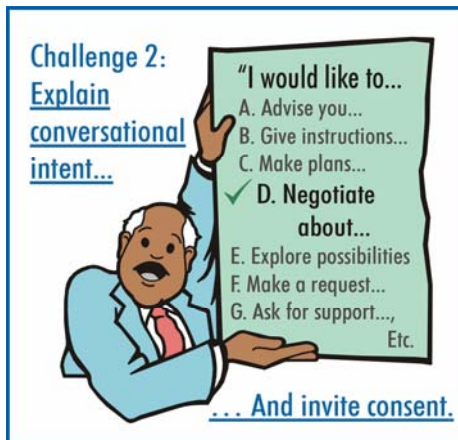 Challenge 2:
Explain
conversational
intent...
“I would like to...
A. Advise you...
B. Give instructions...
C. Make plans...
✓ D. Negotiate
about...
E. Explore possibilities
F. Make a request...
G. Ask for support...,
Etc.
... And invite consent.